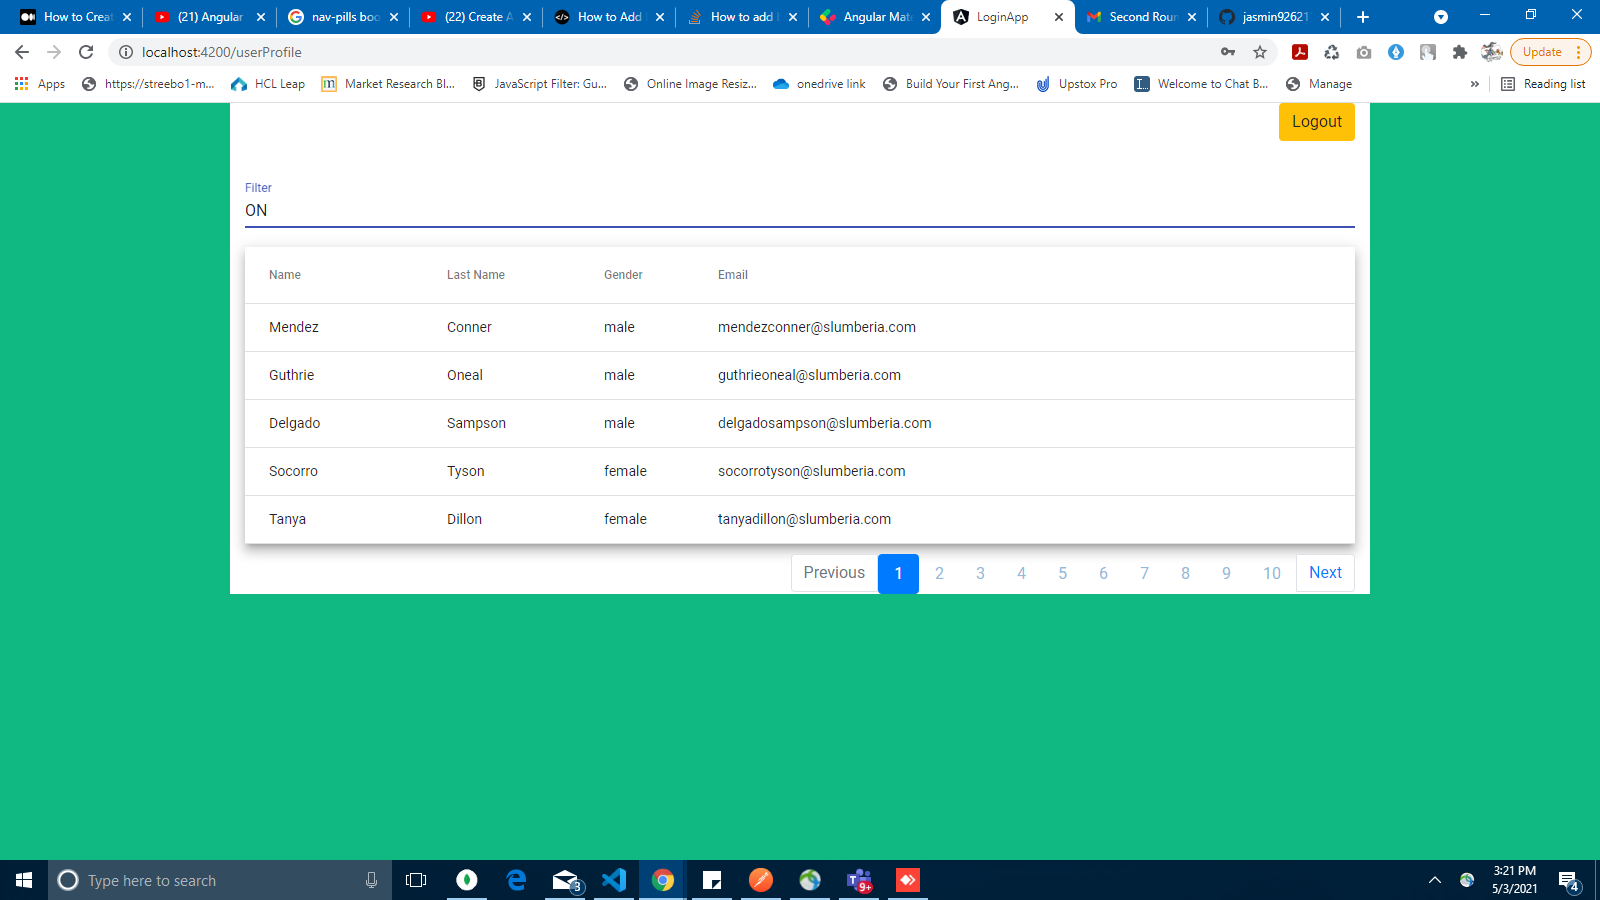 How to Creat
(21) Angular
nav-pills boo
(22) Create A
How to Add
How to add
Angular Mat
LoginApp
Second Roun
jasmin92621
localhost:4200/userProfile
Update
Apps
https://streebo1-m...
HCL Leap
Market Research Bl...
JavaScript Filter: Gu...
Online Image Resiz...
onedrive link
Build Your First Ang...
Upstox Pro
Welcome to Chat B...
Manage
»
Reading list
Logout
Filter
ON
Name Last Name Gender Email
Mendez Conner male mendezconner@slumberia.com
Guthrie Oneal male guthrieoneal@slumberia.com
Delgado Sampson male delgadosampson@slumberia.com
Socorro Tyson female socorrotyson@slumberia.com
Tanya Dillon female tanyadillon@slumberia.com
Previous 1 2 3 4 5 6 7 8 9 10 Next
Type here to search
3
9+
3:21 PM
5/3/2021
4